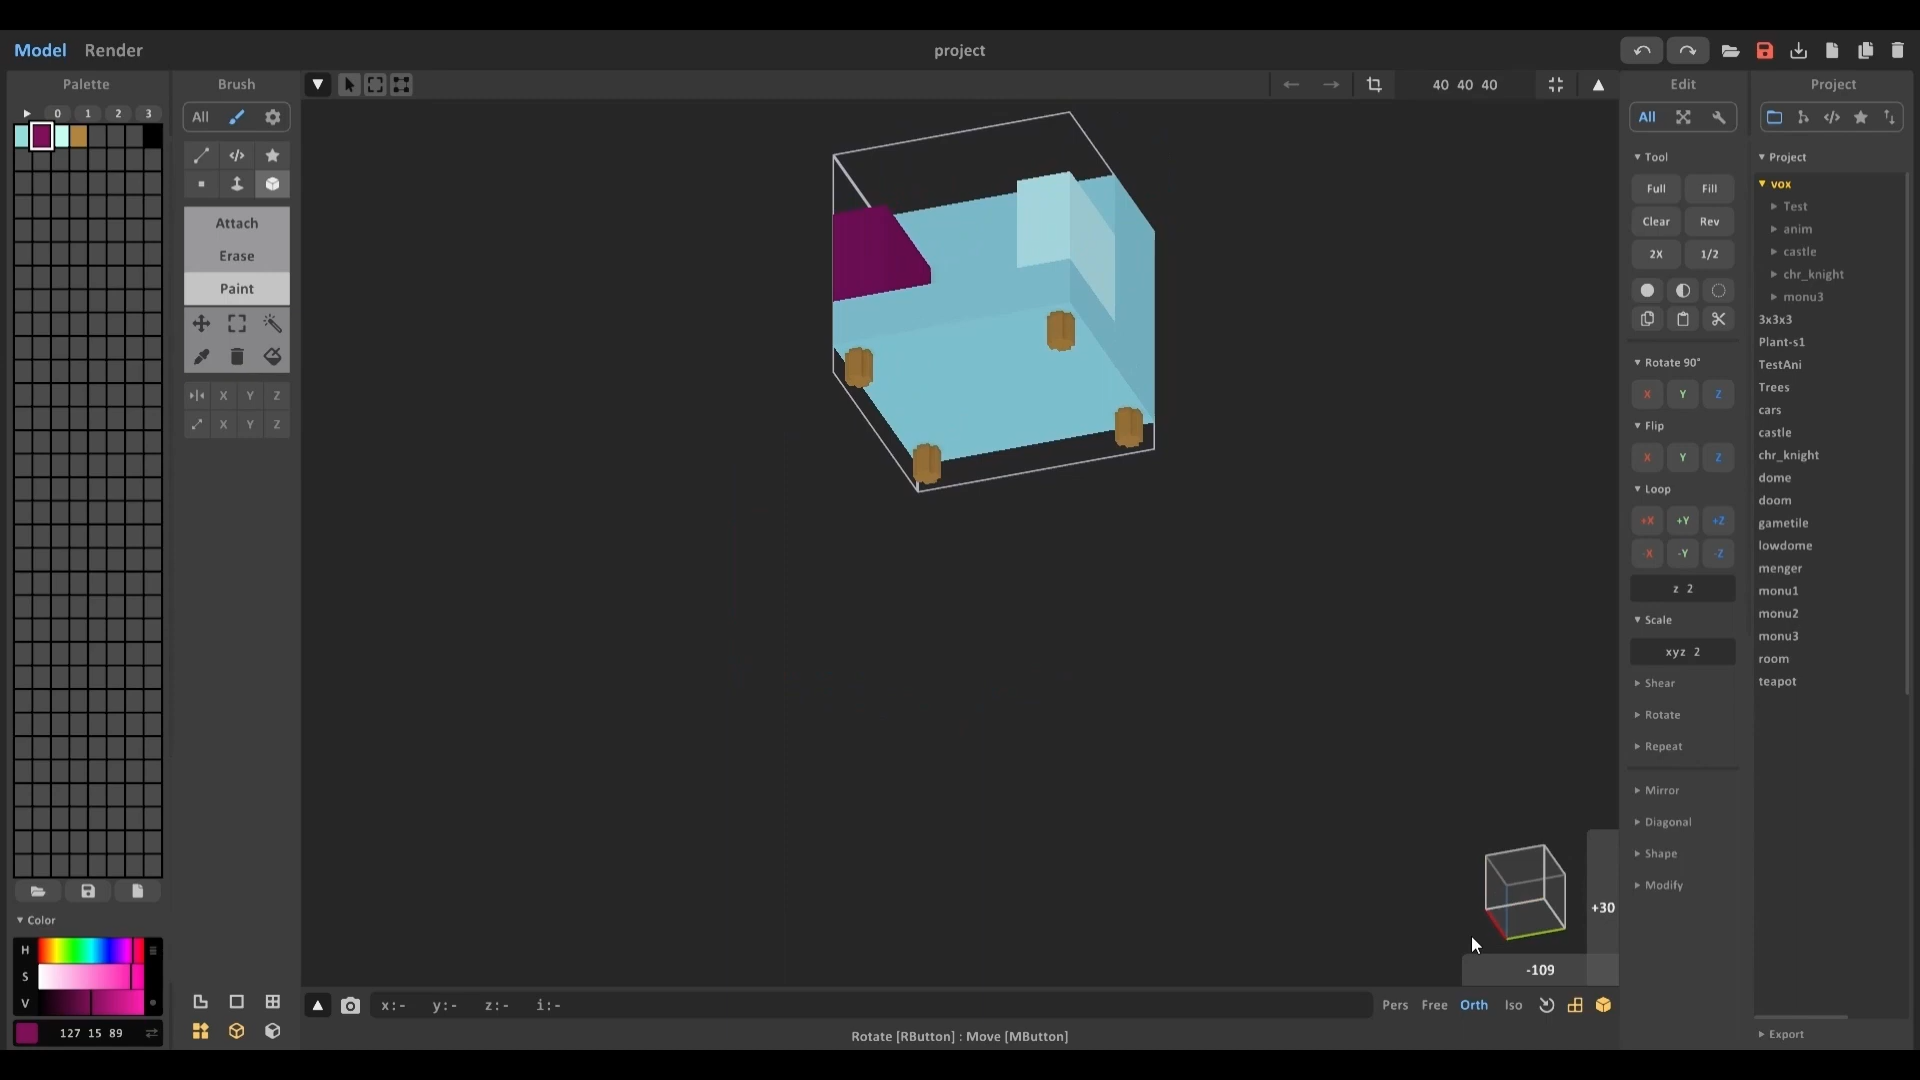 Model Render
project
Palette
Brush
40 40 40
Edit
Project
0 1 2 3
All
All
Tool
Project
Full Fill
vox
Test
Clear Rev
anim
2X 1/2
castle
chr_knight
monu3
Attach
Erase
Paint
X Y Z
X Y Z
3x3x3
Plant-s1
Rotate 90°
TestAni
X Y Z
Trees
cars
Flip
castle
X Y Z
chr_knight
dome
Loop
doom
+X +Y +Z
gametile
-X -Y -Z
lowdome
menger
z 2
monu1
monu2
Scale
monu3
xyz 2
room
Shear
teapot
Rotate
Repeat
Mirror
Diagonal
Shape
Modify
+30
-109
Color
H
S
V
127 15 89
x:- y:- z:- i:-
Pers Free Orth Iso
Rotate [RButton] : Move [MButton]
Export